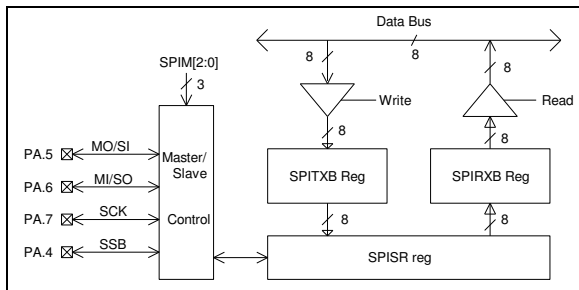 Data Bus
8
8
8
SPIM[2:0]
3
Write
Read
8
8
PA.5
MO/SI
Master/
Slave
Control
SPITXB Reg
SPIRXB Reg
PA.6
MI/SO
PA.7
SCK
8
8
PA.4
SSB
SPISR reg